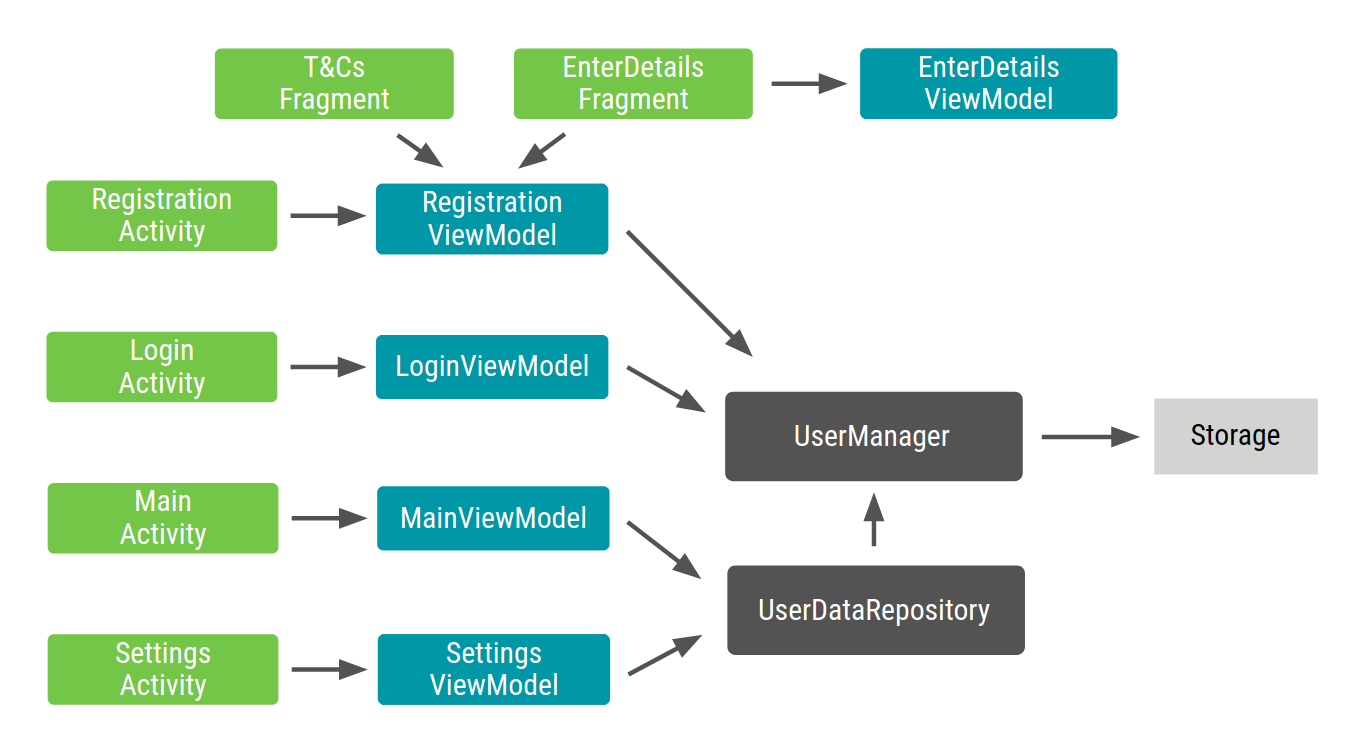 T&Cs
Fragment
EnterDetails
Fragment
EnterDetails
ViewModel
Registration
Activity
Registration
ViewModel
Login
Activity
LoginViewModel
UserManager
Storage
Main
Activity
MainViewModel
UserDataRepository
Settings
Activity
Settings
ViewModel